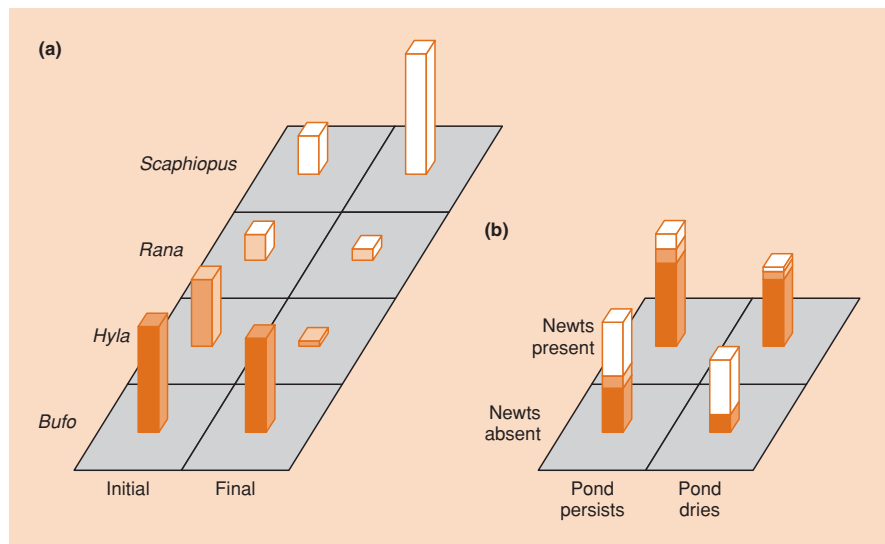 (a)
Scaphiopus
Rana
Hyla
Bufo
Initial
Final
(b)
Newts
present
Newts
absent
Pond
persists
Pond
dries